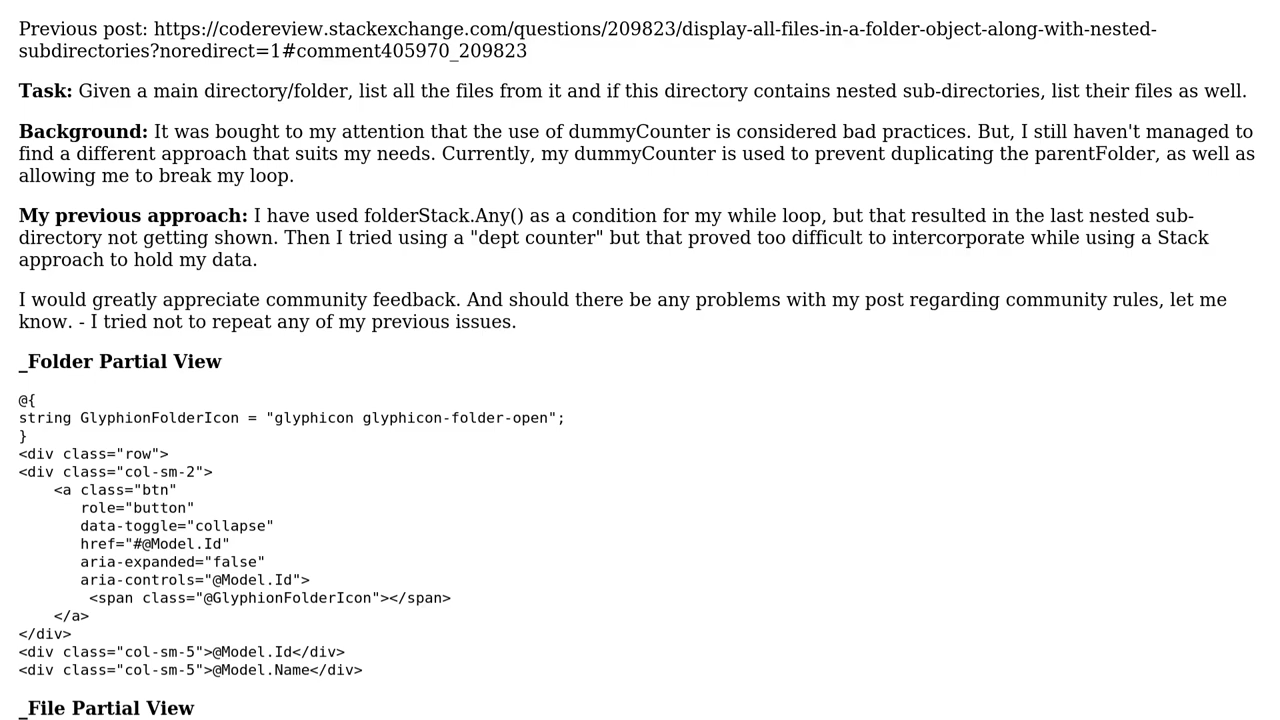 Previous post: https://codereview.stackexchange.com/questions/209823/display-all-files-in-a-folder-object-along-with-nested-
subdirectories?noredirect=1#comment405970_209823
Task: Given a main directory/folder, list all the files from it and if this directory contains nested sub-directories, list their files as well.
Background: It was bought to my attention that the use of dummyCounter is considered bad practices. But, I still haven't managed to
find a different approach that suits my needs. Currently, my dummyCounter is used to prevent duplicating the parentFolder, as well as
allowing me to break my loop.
My previous approach: I have used folderStack.Any() as a condition for my while loop, but that resulted in the last nested sub-
directory not getting shown. Then I tried using a "dept counter" but that proved too difficult to intercorporate while using a Stack
approach to hold my data.
I would greatly appreciate community feedback. And should there be any problems with my post regarding community rules, let me
know. - I tried not to repeat any of my previous issues.
_Folder Partial View
@{
string GlyphionFolderIcon = "glyphicon glyphicon-folder-open";
}
<div class="row">
<div class="col-sm-2">
    <a class="btn"
       role="button"
       data-toggle="collapse"
       href="#@Model.Id"
       aria-expanded="false"
       aria-controls="@Model.Id">
        <span class="@GlyphionFolderIcon"></span>
    </a>
</div>
<div class="col-sm-5">@Model.Id</div>
<div class="col-sm-5">@Model.Name</div>
_File Partial View